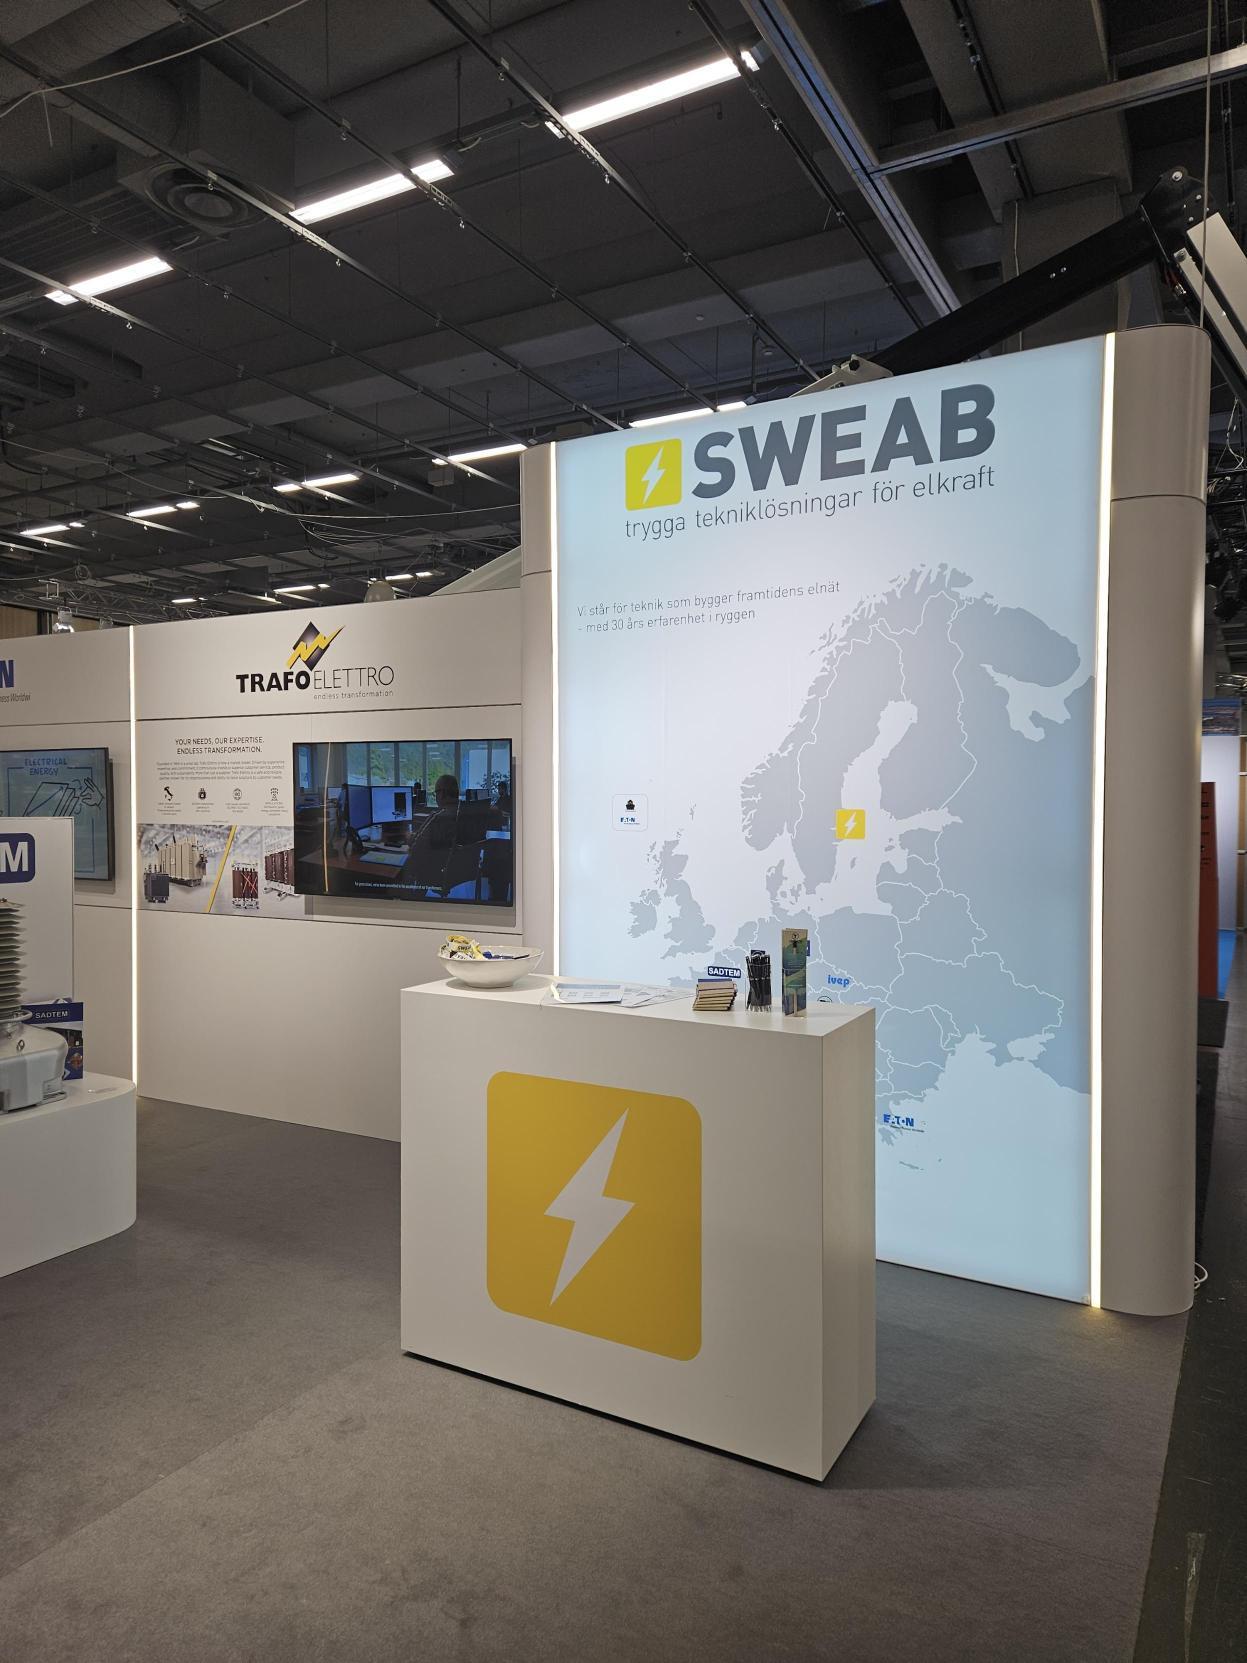 SWEAB
trygga tekniklösningar för elkraft
Vi står för teknik som bygger framtidens elnät
- med 30 års erfarenhet i ryggen
N
TRAFOELETTRO
endless transformation
YOUR NEEDS, OUR EXPERTISE.
ENDLESS TRANSFORMATION.
ELECTRICAL
ENERGY
M
SADTEM
EATON
SADTEM
ivep
EATON